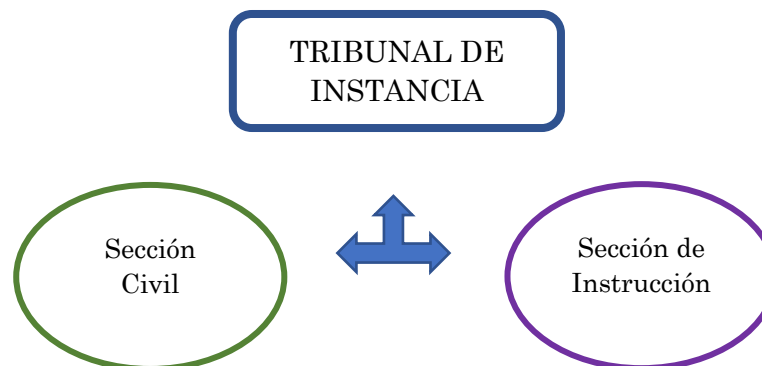 TRIBUNAL DE
INSTANCIA
Sección
Civil
Sección de
Instrucción